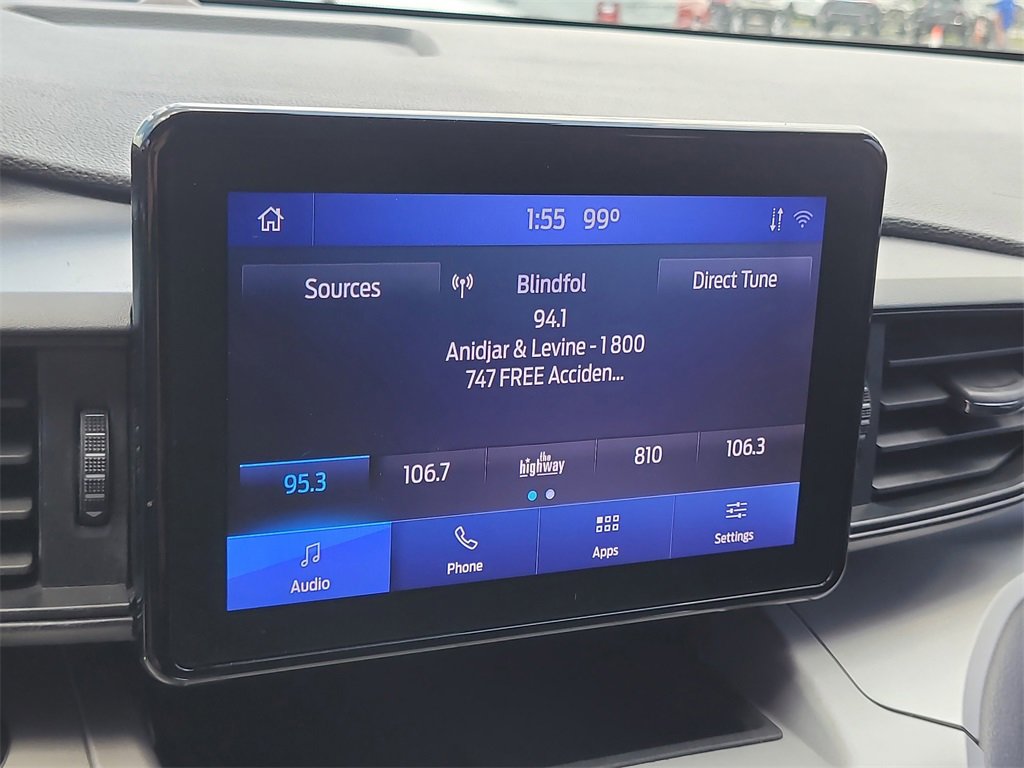 1:55 99º
Sources
Blindfol
Direct Tune
94.1
Anidjar & Levine - 1 800
747 FREE Acciden...
95.3
106.7
the
highway
810
106.3
Audio
Phone
Apps
Settings